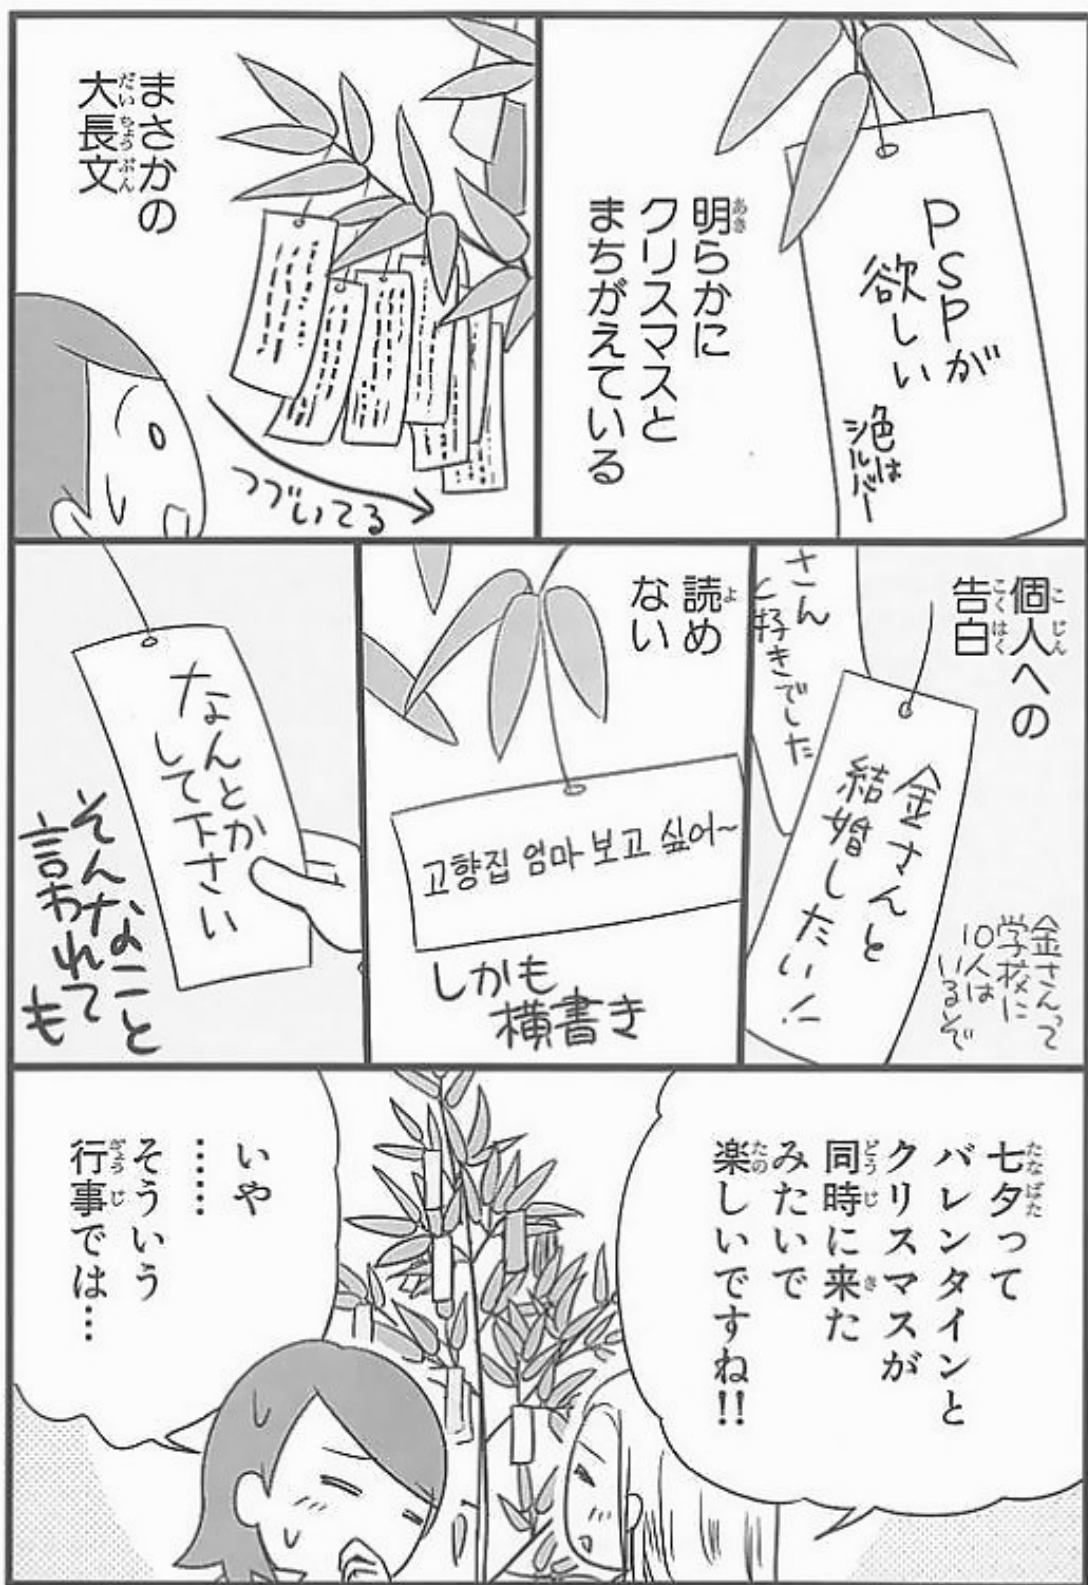 明らかに
クリスマスと
まちがえている
PSPが
欲しい
色は
シルバー
まさかの
大長文
つづいてる
個人への
告白
金さんと
結婚したい!!
さん
と好きでした
金さんって
学校に
10人は
いるぞ
読め
ない
고향집 엄마 보고 싶어~
しかも
横書き
なんとか
して下さい
そんなこと
言われて
も
七夕って
バレンタインと
クリスマスが
同時に来た
みたいで
楽しいですね!!
いや
……
そういう
行事では…